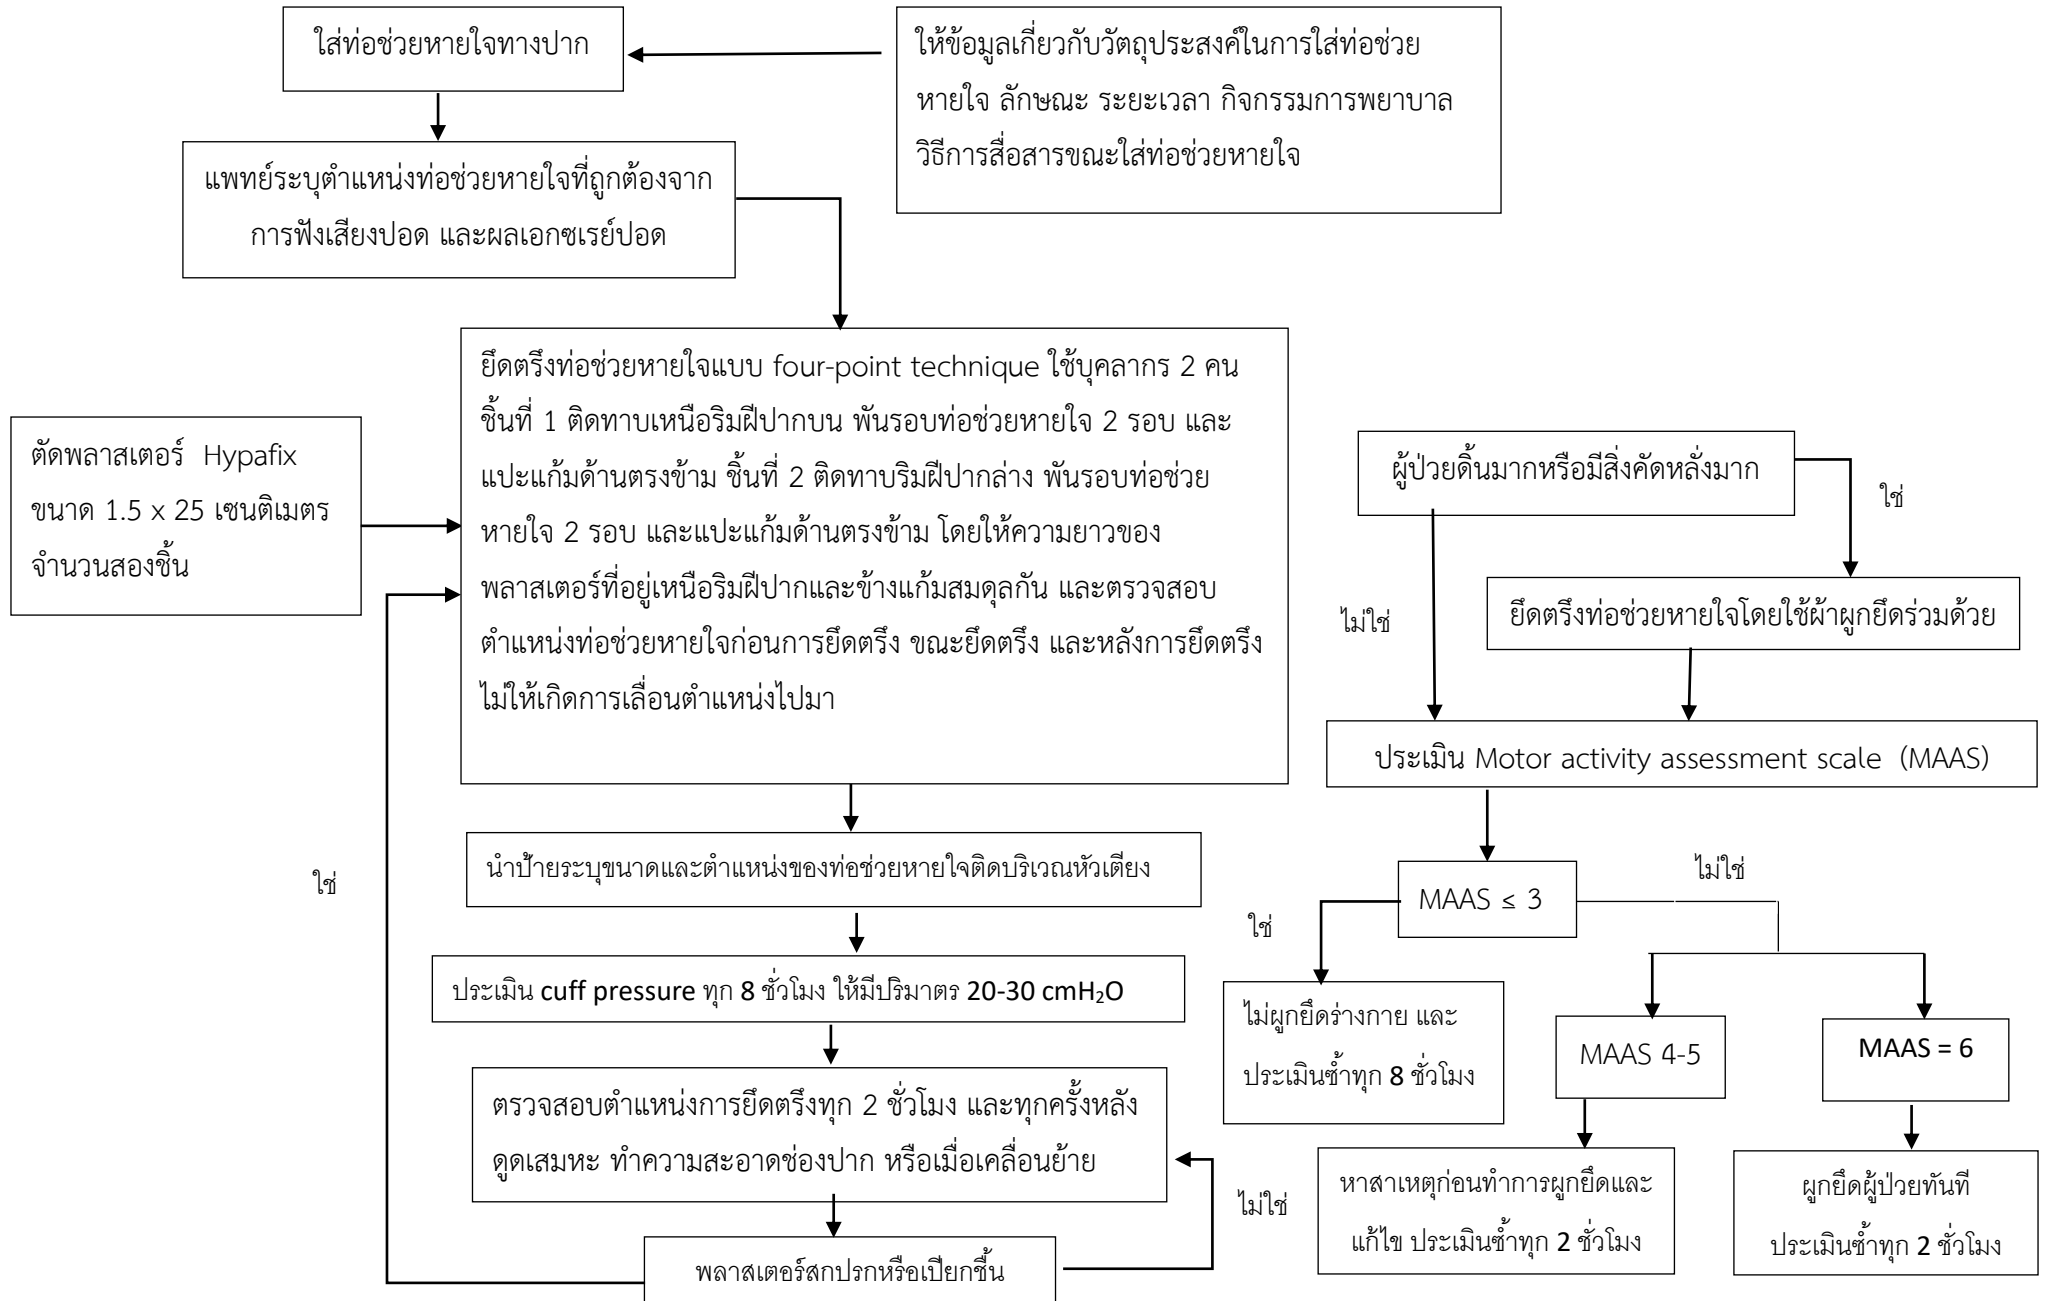 ใส่ท่อช่วยหายใจทางปาก
ให้ข้อมูลเกี่ยวกับวัตถุประสงค์ในการใส่ท่อช่วย
หายใจ ลักษณะ ระยะเวลา กิจกรรมการพยาบาล
วิธีการสื่อสารขณะใส่ท่อช่วยหายใจ
แพทย์ระบุตำแหน่งท่อช่วยหายใจที่ถูกต้องจาก
การฟังเสียงปอด และผลเอกซเรย์ปอด
ตัดพลาสเตอร์ Hypafix
ขนาด 1.5 x 25 เซนติเมตร
จำนวนสองชิ้น
ยึดตรึงท่อช่วยหายใจแบบ four-point technique ใช้บุคลากร 2 คน
ชิ้นที่ 1 ติดทาบเหนือริมฝีปากบน พันรอบท่อช่วยหายใจ 2 รอบ และ
แปะแก้มด้านตรงข้าม ชิ้นที่ 2 ติดทาบริมฝีปากล่าง พันรอบท่อช่วย
หายใจ 2 รอบ และแปะแก้มด้านตรงข้าม โดยให้ความยาวของ
พลาสเตอร์ที่อยู่เหนือริมฝีปากและข้างแก้มสมดุลกัน และตรวจสอบ
ตำแหน่งท่อช่วยหายใจก่อนการยึดตรึง ขณะยึดตรึง และหลังการยึดตรึง
ไม่ให้เกิดการเลื่อนตำแหน่งไปมา
นำป้ายระบุขนาดและตำแหน่งของท่อช่วยหายใจติดบริเวณหัวเตียง
ประเมิน cuff pressure ทุก 8 ชั่วโมง ให้มีปริมาตร 20-30 cmH₂O
ตรวจสอบตำแหน่งการยึดตรึงทุก 2 ชั่วโมง และทุกครั้งหลัง
ดูดเสมหะ ทำความสะอาดช่องปาก หรือเมื่อเคลื่อนย้าย
พลาสเตอร์สกปรกหรือเปียกชื้น
ใช่
ไม่ใช่
ผู้ป่วยดิ้นมากหรือมีสิ่งคัดหลั่งมาก
ใช่
ไม่ใช่
ยึดตรึงท่อช่วยหายใจโดยใช้ผ้าผูกยึดร่วมด้วย
ประเมิน Motor activity assessment scale (MAAS)
MAAS ≤ 3
ใช่
ไม่ใช่
ไม่ผูกยึดร่างกาย และ
ประเมินซ้ำทุก 8 ชั่วโมง
MAAS 4-5
MAAS = 6
หาสาเหตุก่อนทำการผูกยึดและ
แก้ไข ประเมินซ้ำทุก 2 ชั่วโมง
ผูกยึดผู้ป่วยทันที
ประเมินซ้ำทุก 2 ชั่วโมง